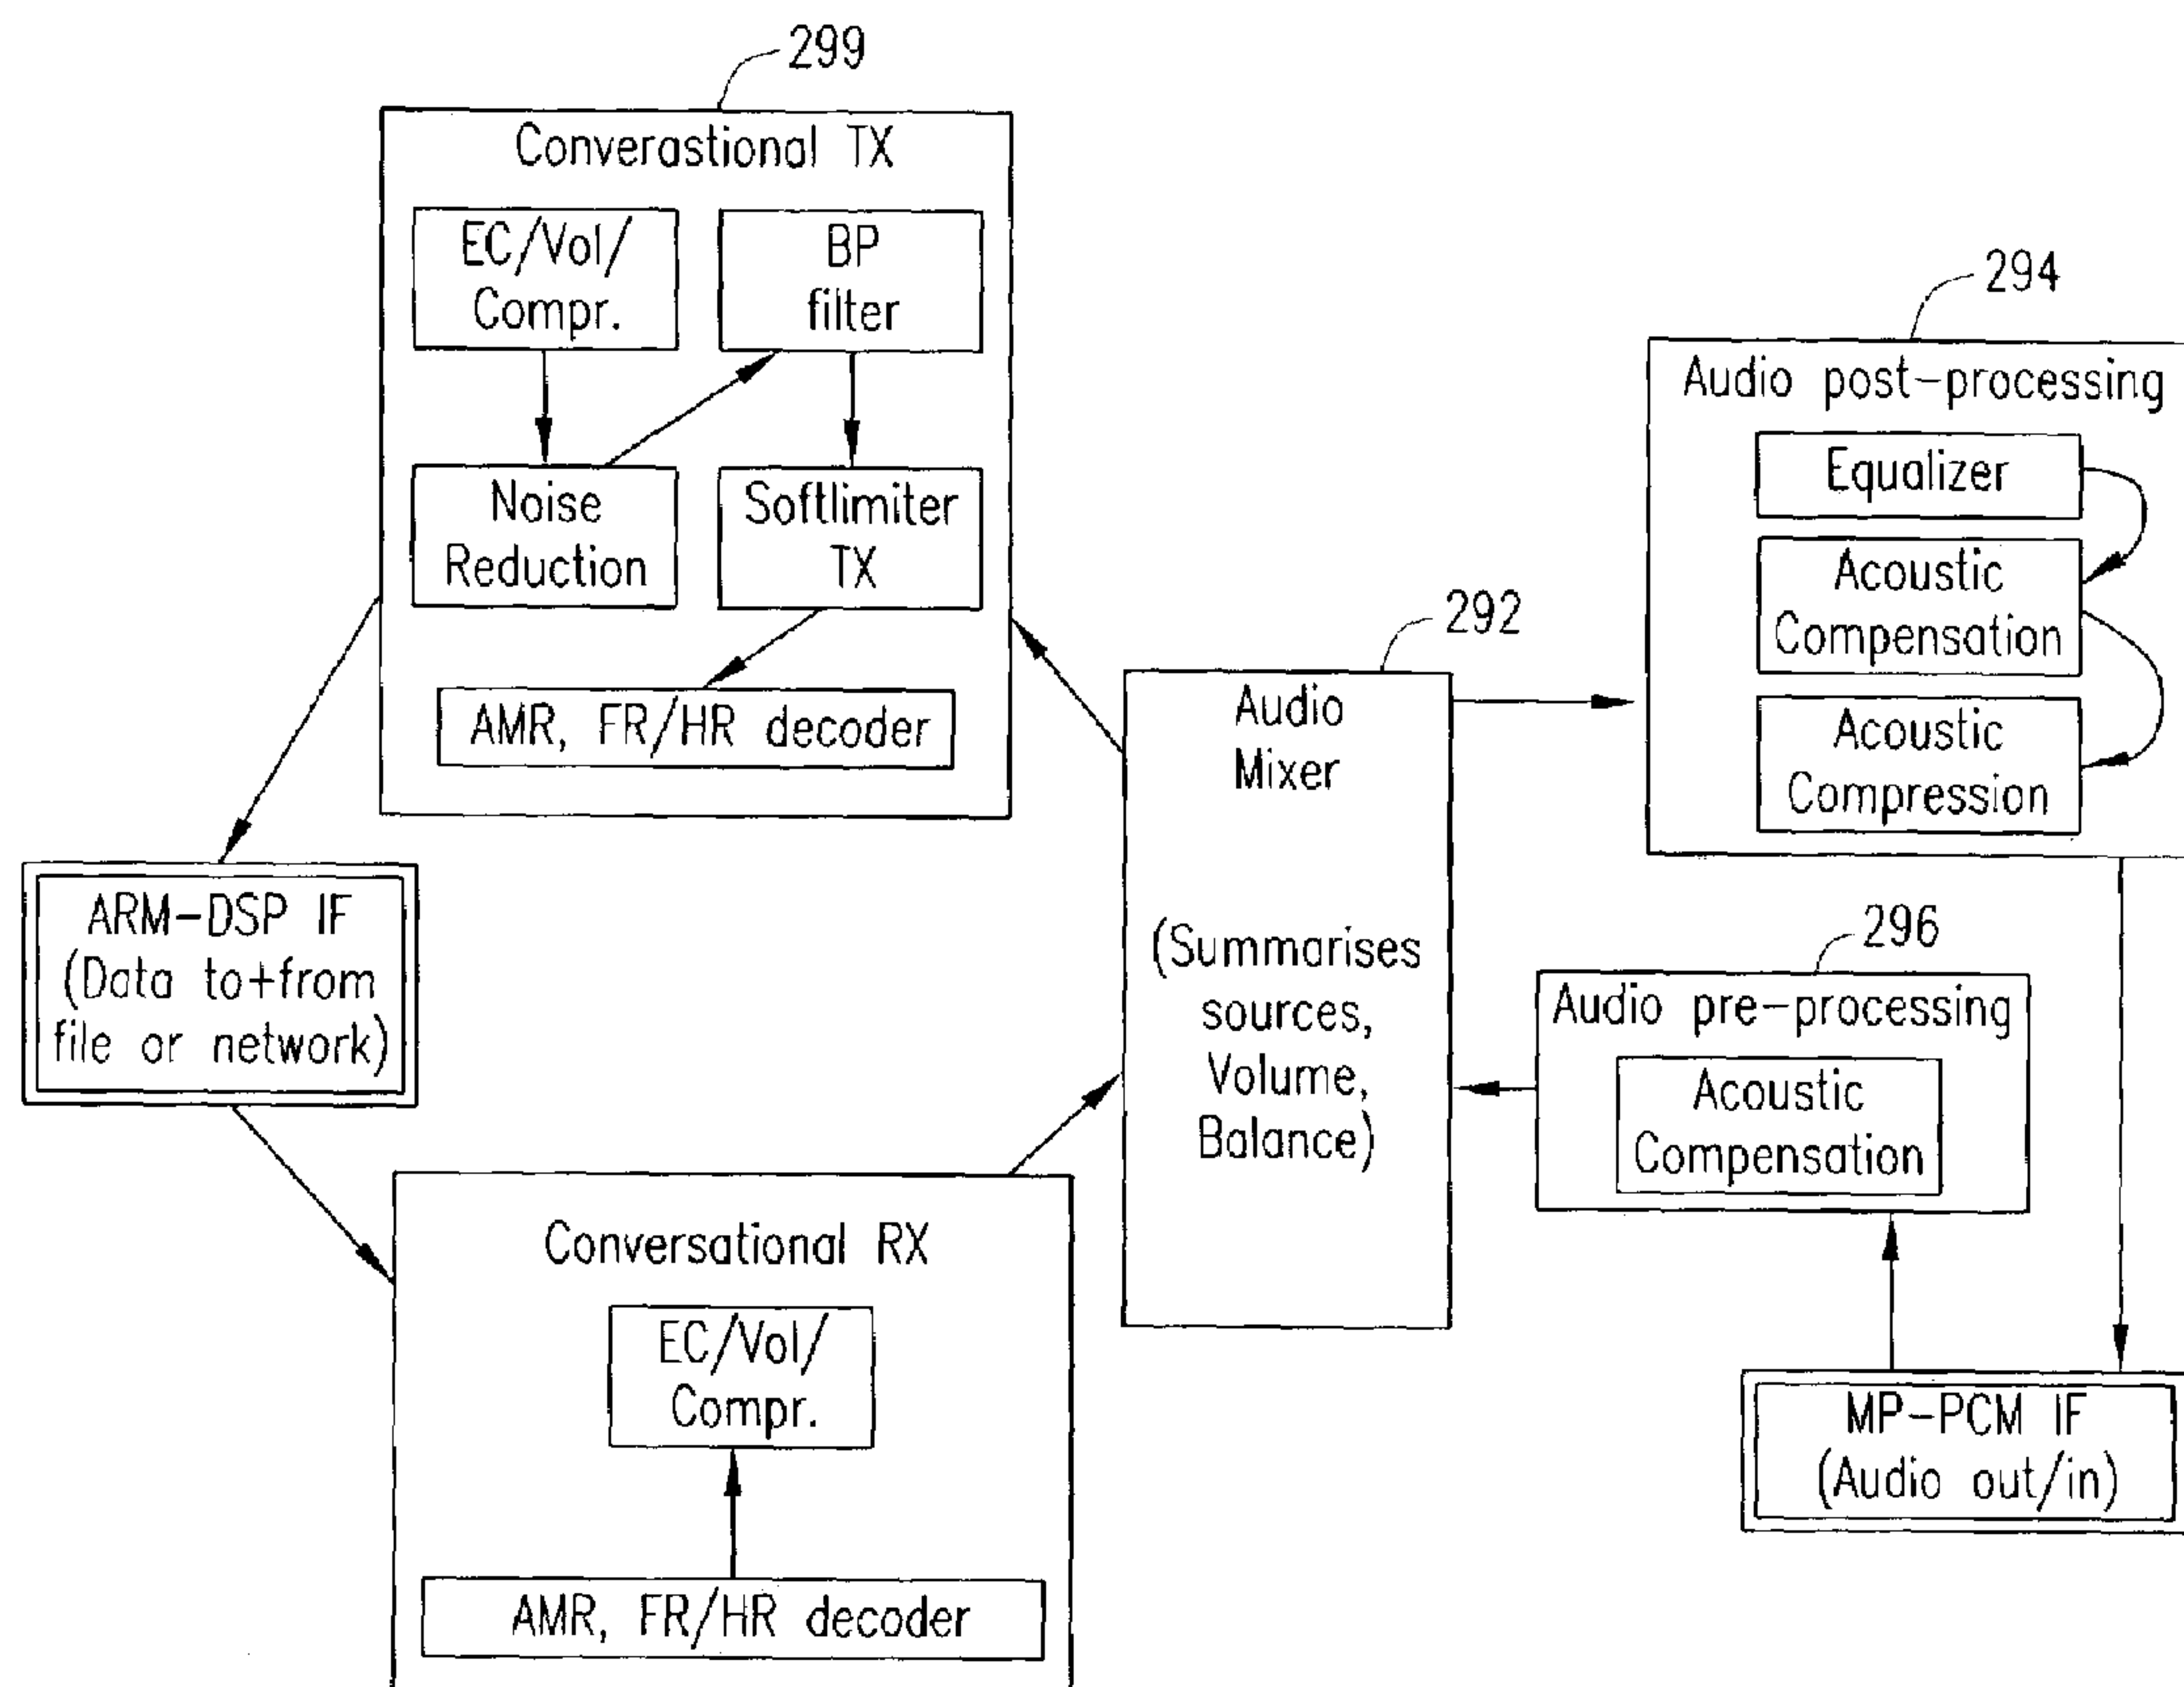 299
Converastional TX
EC/Vol/
Compr.
BP
filter
Noise
Reduction
Softlimiter
TX
AMR, FR/HR decoder
294
Audio post-processing
Equalizer
Acoustic
Compensation
Acoustic
Compression
292
Audio
Mixer
(Summarises
sources,
Volume,
Balance)
ARM-DSP IF
(Data to+from
file or network)
296
Audio pre-processing
Acoustic
Compensation
Conversational RX
EC/Vol/
Compr.
AMR, FR/HR decoder
MP-PCM IF
(Audio out/in)